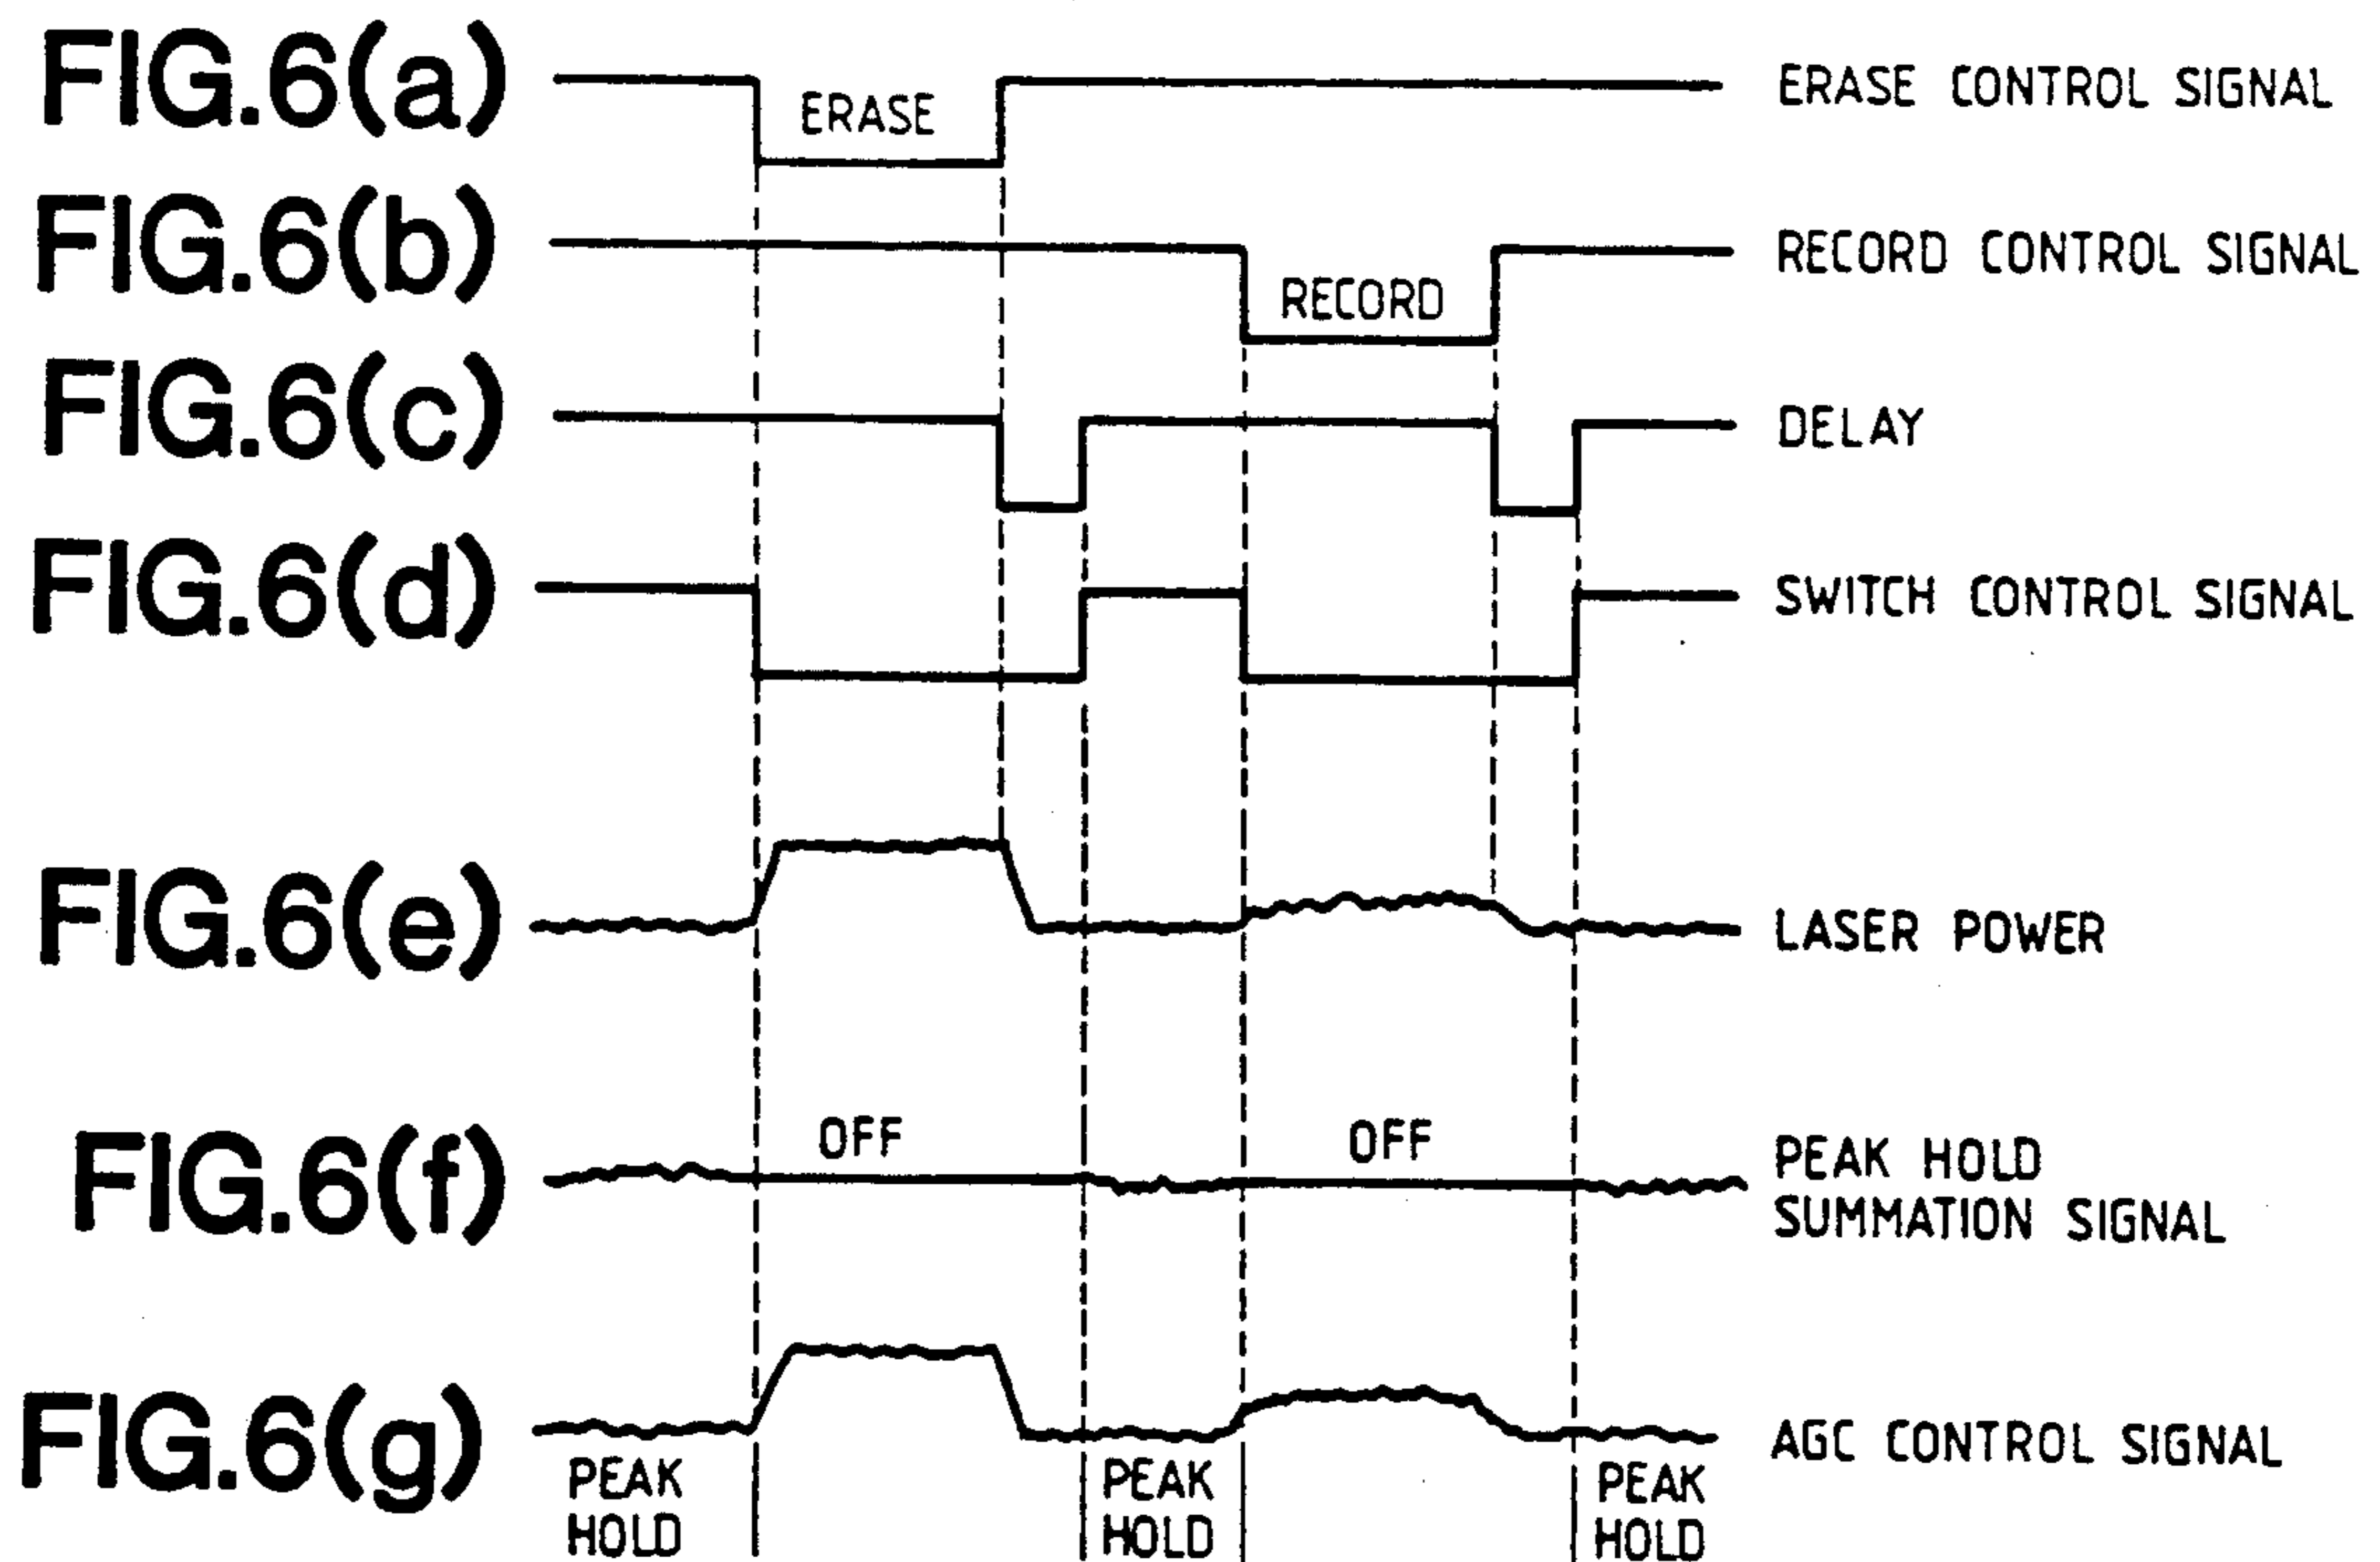 FIG.6(a)
ERASE
ERASE CONTROL SIGNAL
FIG.6(b)
RECORD
RECORD CONTROL SIGNAL
FIG.6(c)
DELAY
FIG.6(d)
SWITCH CONTROL SIGNAL
FIG.6(e)
LASER POWER
FIG.6(f)
OFF
OFF
PEAK HOLD
SUMMATION SIGNAL
FIG.6(g)
AGC CONTROL SIGNAL
PEAK
HOLD
PEAK
HOLD
PEAK
HOLD